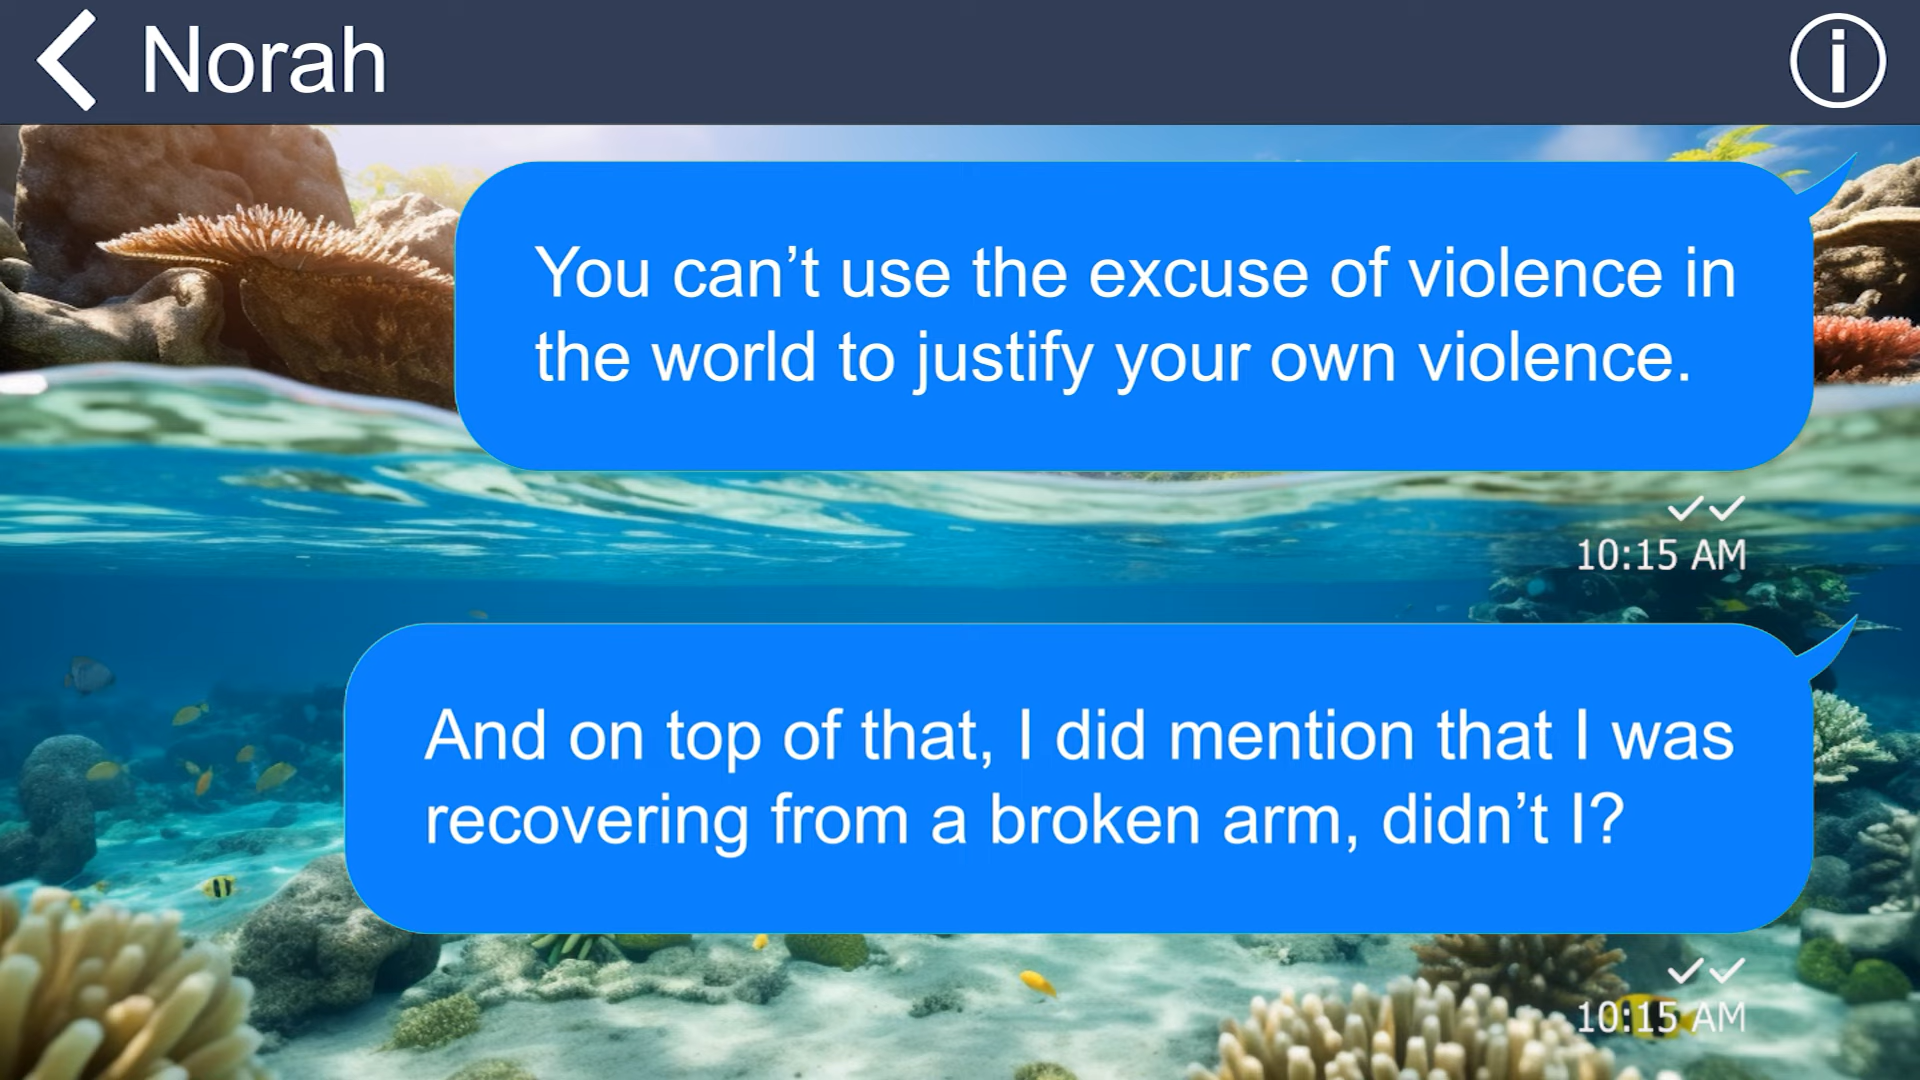 Norah
You can’t use the excuse of violence in
the world to justify your own violence.
10:15 AM
And on top of that, I did mention that I was
recovering from a broken arm, didn’t I?
10:15 AM